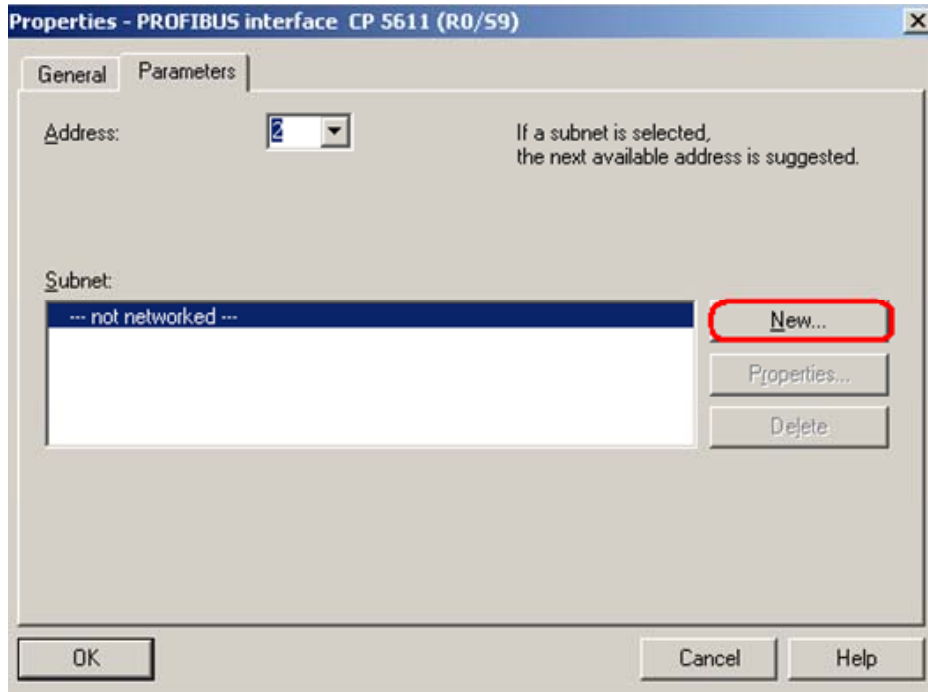 Properties - PROFIBUS interface CP 5611 (R0/S9)
General Parameters
Address: 2 If a subnet is selected,
the next available address is suggested.
Subnet:
--- not networked ---
New...
Properties...
Delete
OK Cancel Help